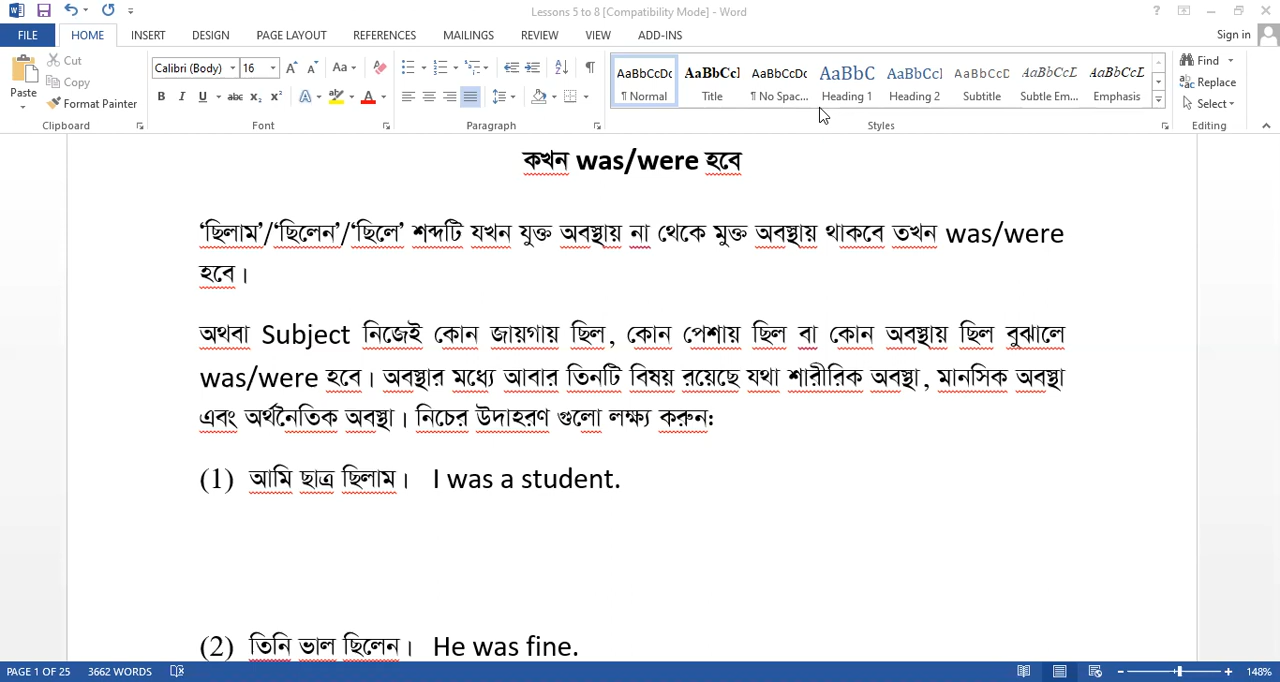 Lessons 5 to 8 [Compatibility Mode] - Word
FILE HOME INSERT DESIGN PAGE LAYOUT REFERENCES MAILINGS REVIEW VIEW ADD-INS Sign in
Paste Cut Copy Format Painter
Calibri (Body) 16
AaBbCcDc AaBbCcl AaBbCcDc AaBbC AaBbCcl AaBbCcD AaBbCcL AaBbCcL
¶ Normal Title ¶ No Spac... Heading 1 Heading 2 Subtitle Subtle Em... Emphasis
Find Replace Select
Clipboard Font Paragraph Styles Editing
কখন was/were হবে
‘ছিলাম’/‘ছিলেন’/‘ছিলে’ শব্দটি যখন যুক্ত অবস্থায় না থেকে মুক্ত অবস্থায় থাকবে তখন was/were
হবে।
অথবা Subject নিজেই কোন জায়গায় ছিল, কোন পেশায় ছিল বা কোন অবস্থায় ছিল বুঝালে
was/were হবে। অবস্থার মধ্যে আবার তিনটি বিষয় রয়েছে যথা শারীরিক অবস্থা, মানসিক অবস্থা
এবং অর্থনৈতিক অবস্থা। নিচের উদাহরণ গুলো লক্ষ্য করুন:
(1) আমি ছাত্র ছিলাম। I was a student.
(2) তিনি ভাল ছিলেন। He was fine.
PAGE 1 OF 25 3662 WORDS 148%